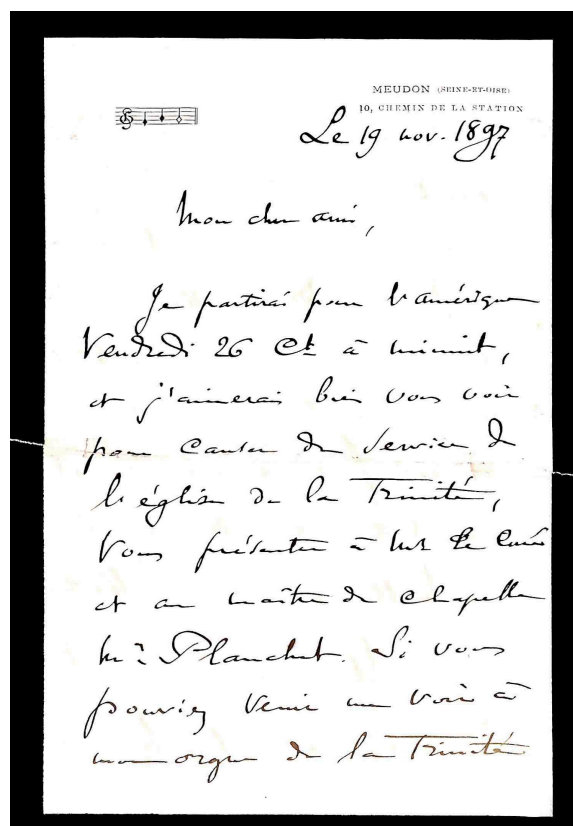 MEUDON (SEINE-ET-OISE)
10, CHEMIN DE LA STATION
Le 19 nov. 1897
Mon cher ami,
Je partirai pour l'amérique
Vendredi 26 Ct à minuit,
et j'aimerais bien vous voir
pour causer du service de
l'église de la Trinité,
Vous présenter à Mr le Curé
et au maître de chapelle
Mr Planchet. Si vous
pouviez venir me voir à
mon orgue de la Trinité